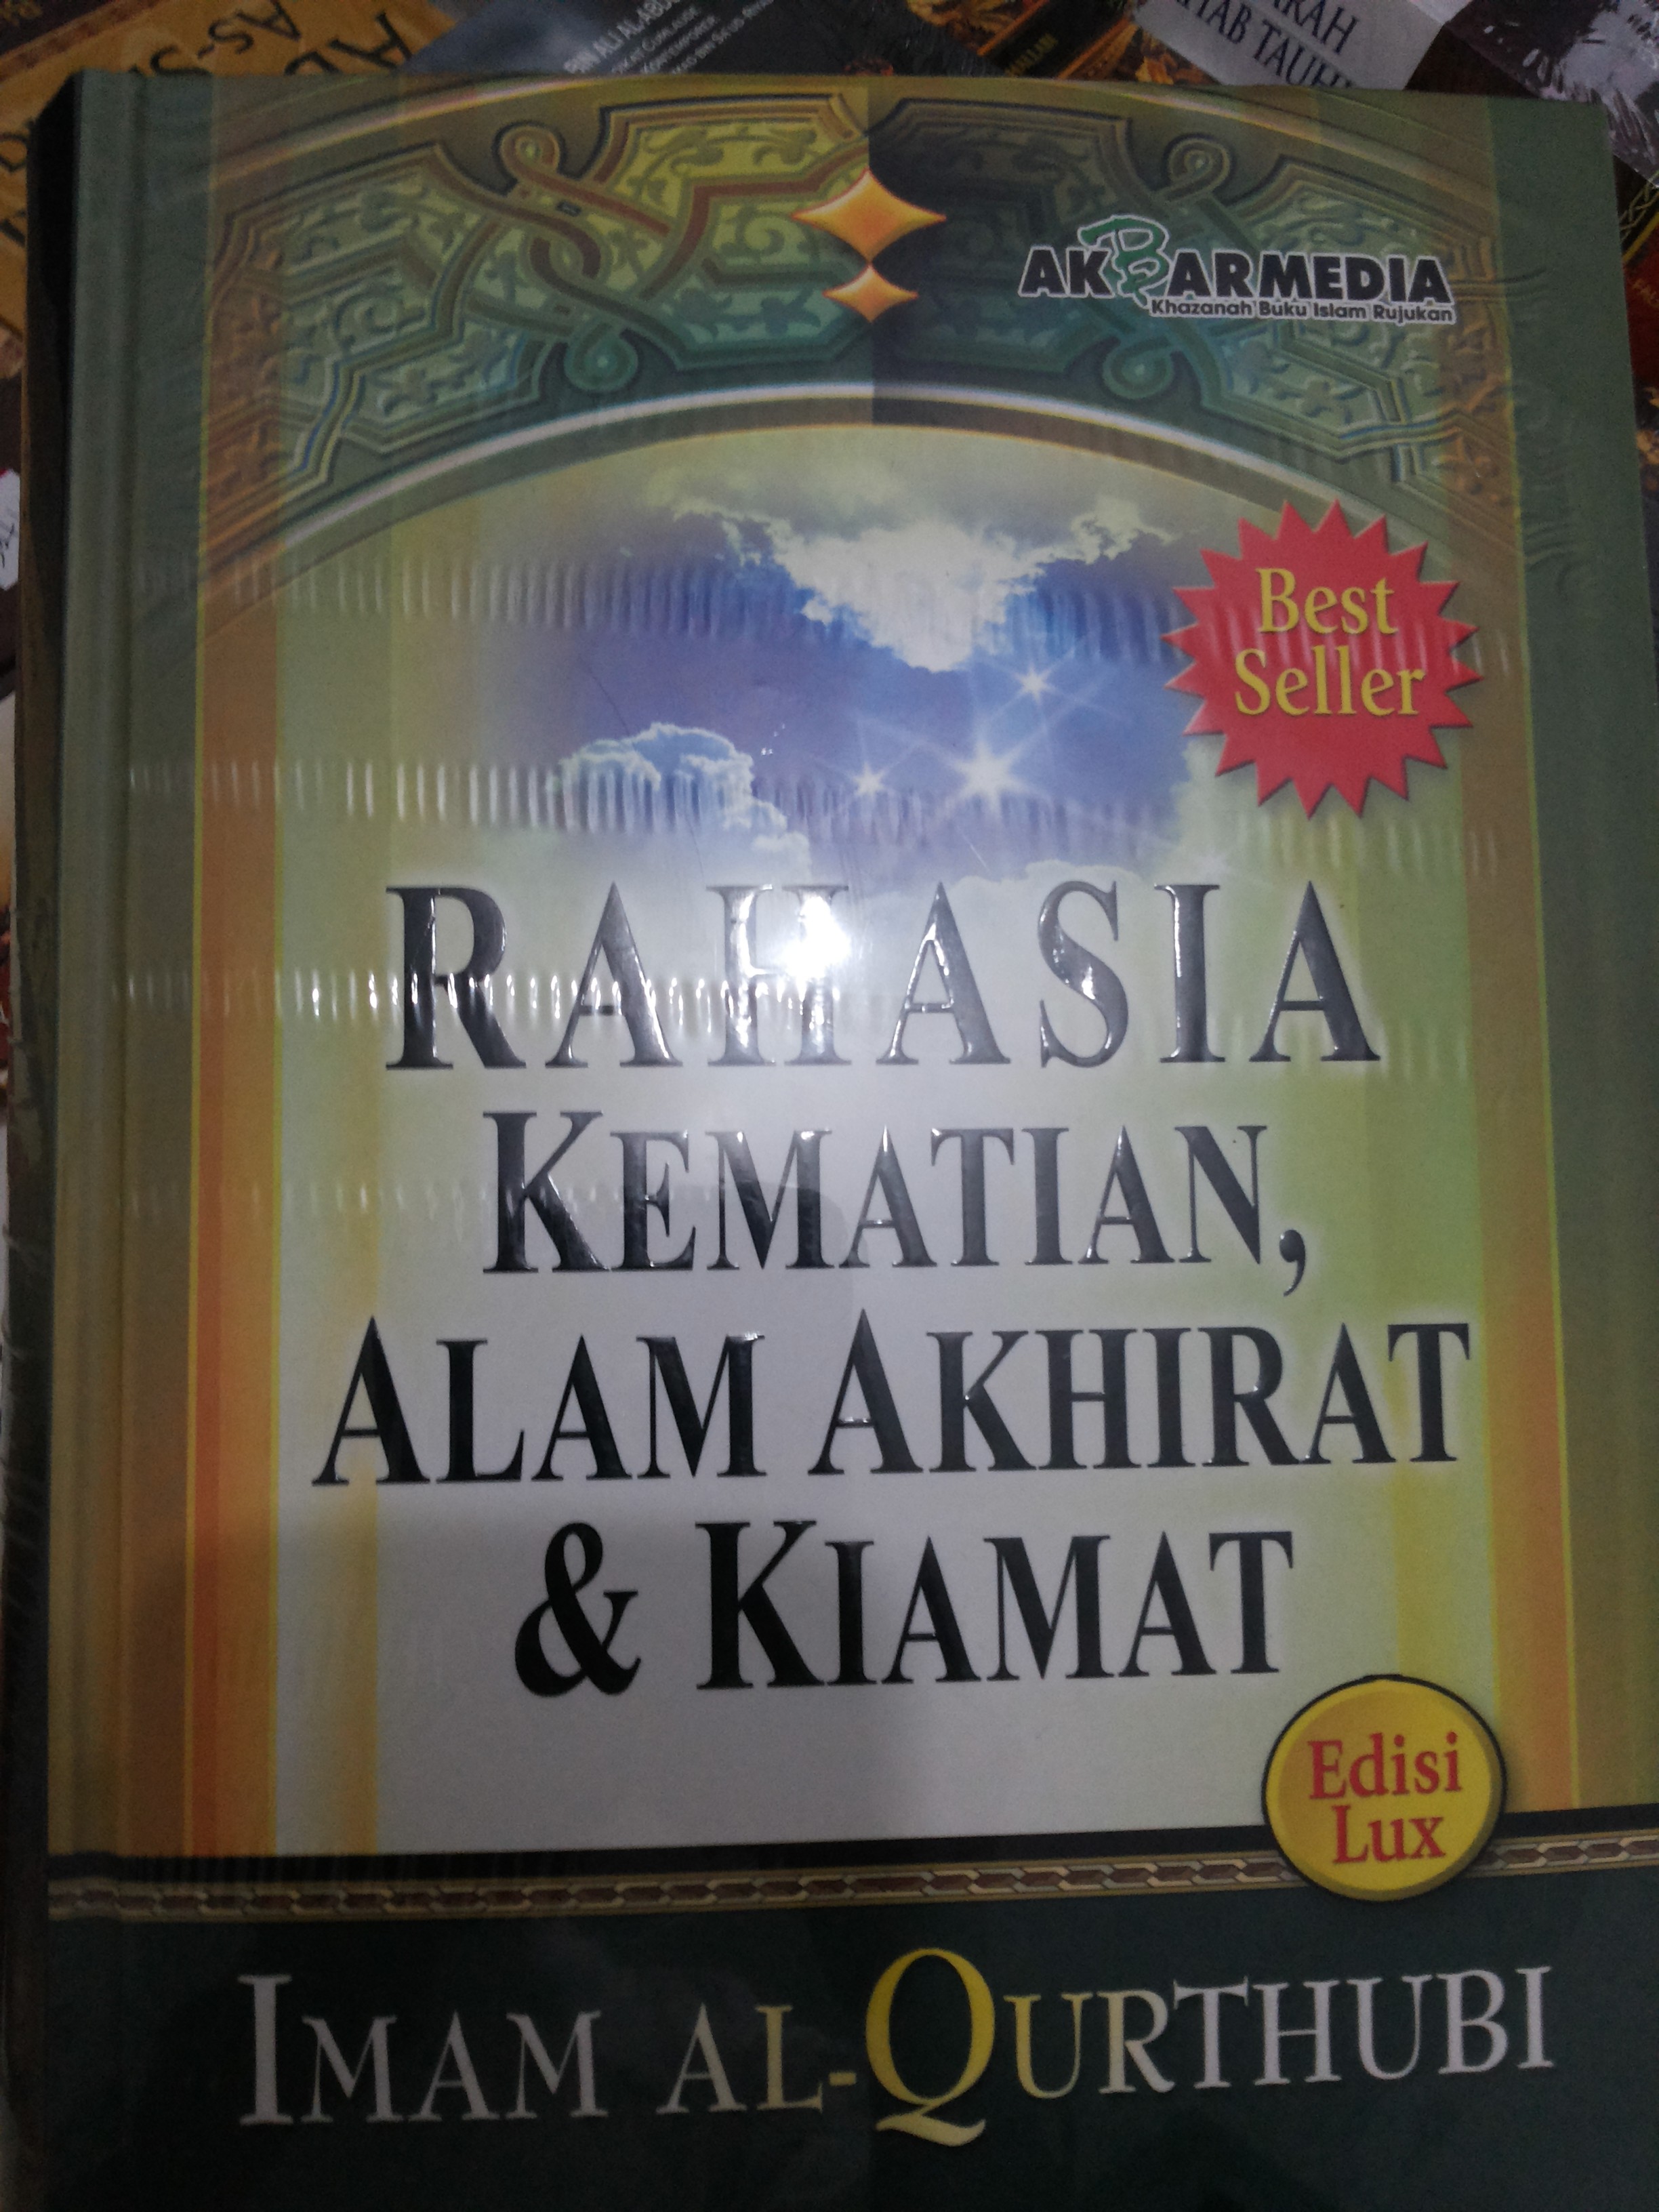 AKBARMEDIA
Khazanah Buku Islam Rujukan
Best
Seller
RAHASIA
KEMATIAN,
ALAM AKHIRAT
& KIAMAT
Edisi
Lux
IMAM AL-QURTHUBI